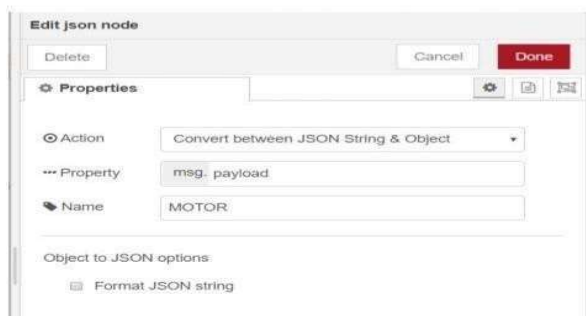 Edit json node
Delete Cancel Done
Properties
Action Convert between JSON String & Object
Property msg. payload
Name MOTOR
Object to JSON options
Format JSON string